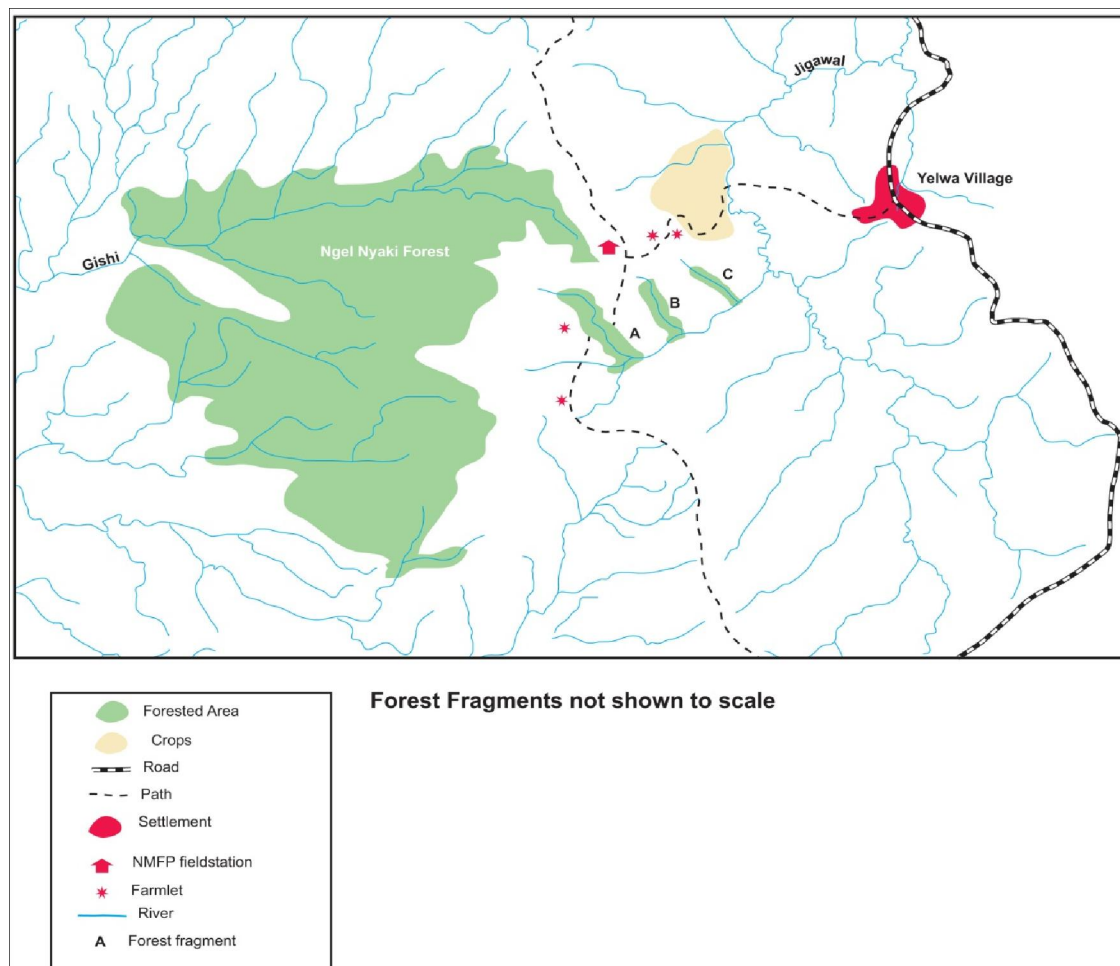 Jigawal
Yelwa Village
Ngel Nyaki Forest
Gishi
C
B
A
Forest Fragments not shown to scale
Forested Area
Crops
Road
Path
Settlement
NMFP fieldstation
Farmlet
River
A Forest fragment